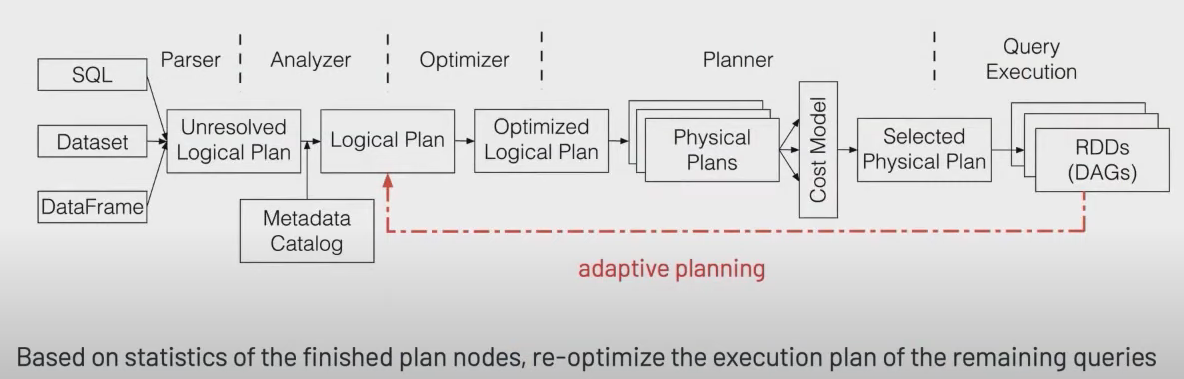 Parser
Analyzer
Optimizer
Planner
Query
Execution
SQL
Dataset
DataFrame
Unresolved
Logical Plan
Metadata
Catalog
Logical Plan
Optimized
Logical Plan
Physical
Plans
Cost Model
Selected
Physical Plan
RDDs
(DAGs)
adaptive planning
Based on statistics of the finished plan nodes, re-optimize the execution plan of the remaining queries